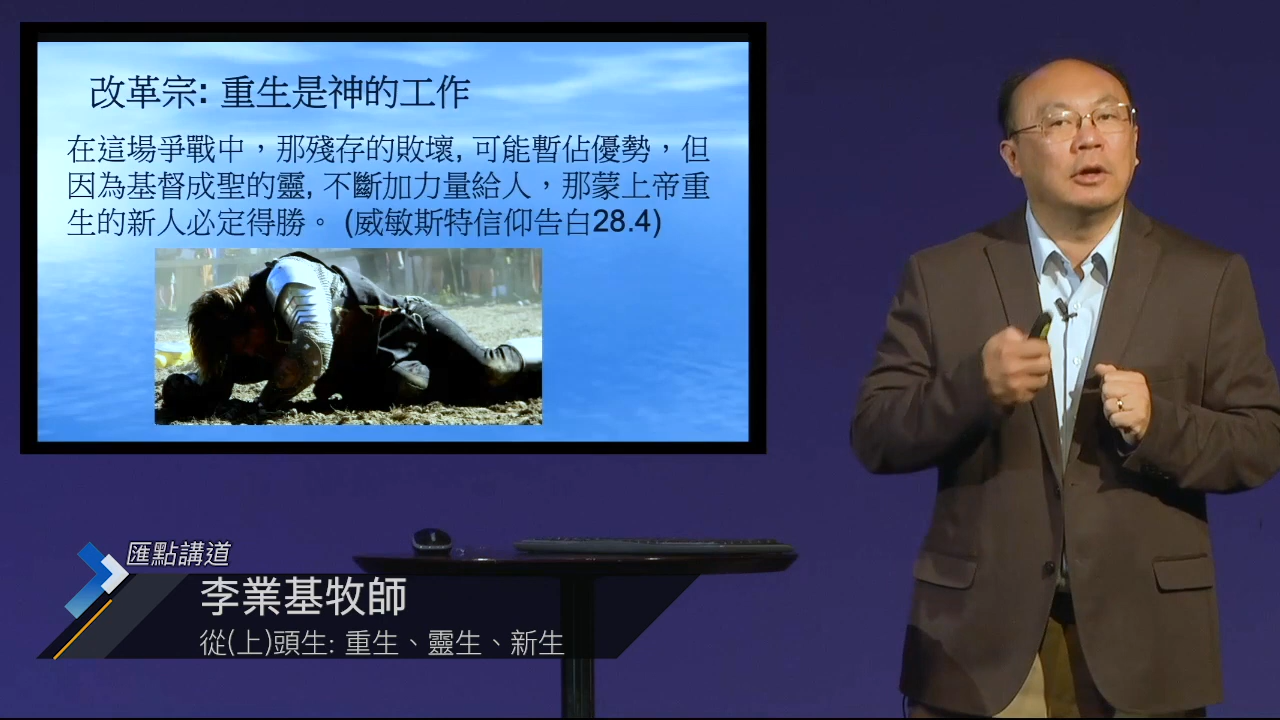 改革宗: 重生是神的工作
在這場爭戰中，那殘存的敗壞, 可能暫佔優勢，但
因為基督成聖的靈, 不斷加力量給人，那蒙上帝重
生的新人必定得勝。 (威敏斯特信仰告白28.4)
匯點講道
李業基牧師
從(上)頭生: 重生、靈生、新生